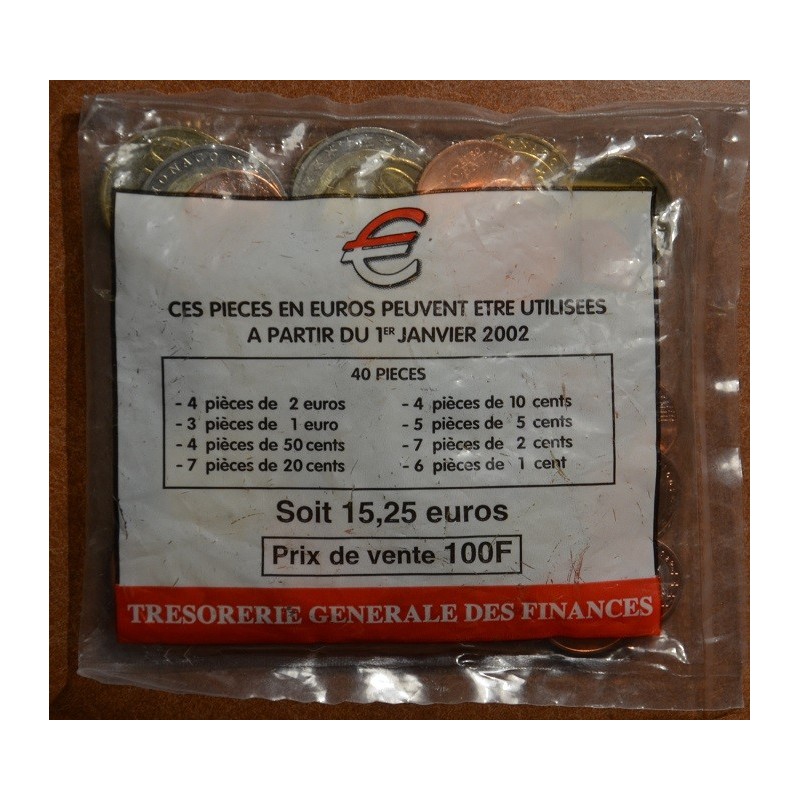 MONACO
€
CES PIECES EN EUROS PEUVENT ETRE UTILISEES
A PARTIR DU 1ER JANVIER 2002
40 PIECES
- 4 pièces de 2 euros
- 3 pièces de 1 euro
- 4 pièces de 50 cents
- 7 pièces de 20 cents
- 4 pièces de 10 cents
- 5 pièces de 5 cents
- 7 pièces de 2 cents
- 6 pièces de 1 cent
Soit 15,25 euros
Prix de vente 100F
TRESORERIE GENERALE DES FINANCES